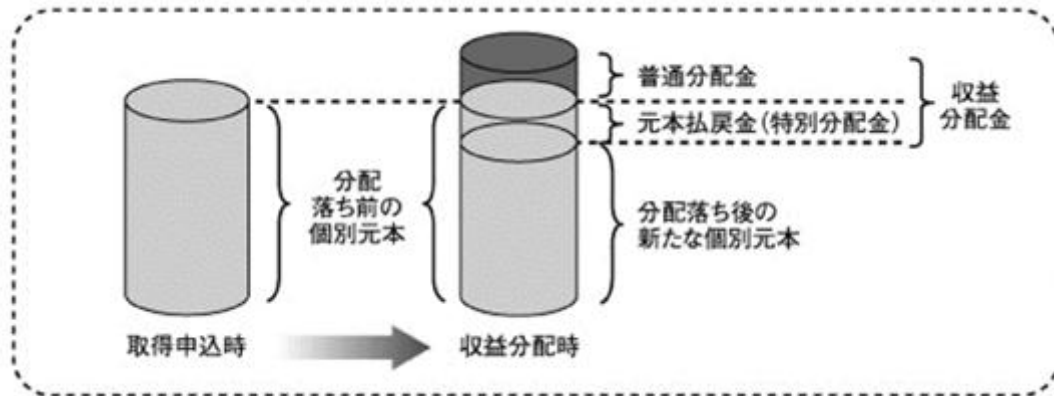 普通分配金
元本払戻金(特別分配金)
収益
分配金
分配
落ち前の
個別元本
分配落ち後の
新たな個別元本
取得申込時
収益分配時